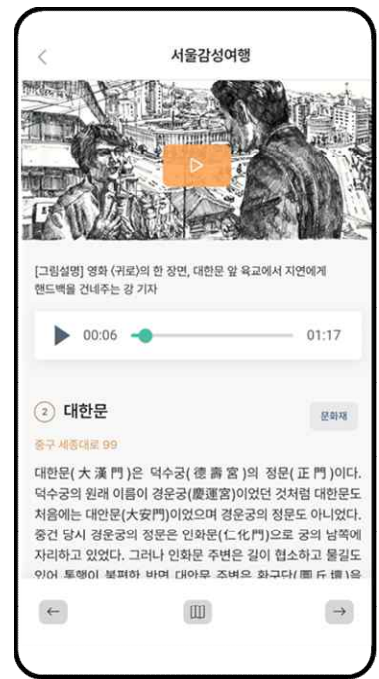 서울감성여행
[그림설명] 영화 〈귀로〉의 한 장면, 대한문 앞 육교에서 지연에게
핸드백을 건네주는 강 기자
00:06
01:17
2 대한문
문화재
중구 세종대로 99
대한문( 大 漢 門 )은 덕수궁( 德 壽 宮 )의 정문( 正 門 )이다.
덕수궁의 원래 이름이 경운궁(慶運宮)이었던 것처럼 대한문도
처음에는 대안문(大安門)이었으며 경운궁의 정문도 아니었다.
중건 당시 경운궁의 정문은 인화문(仁化門)으로 궁의 남쪽에
자리하고 있었다. 그러나 인화문 주변은 길이 협소하고 물길도
있어 통행이 불편한 반면 대안문 주변은 환구단( 圜 丘 壇 )을